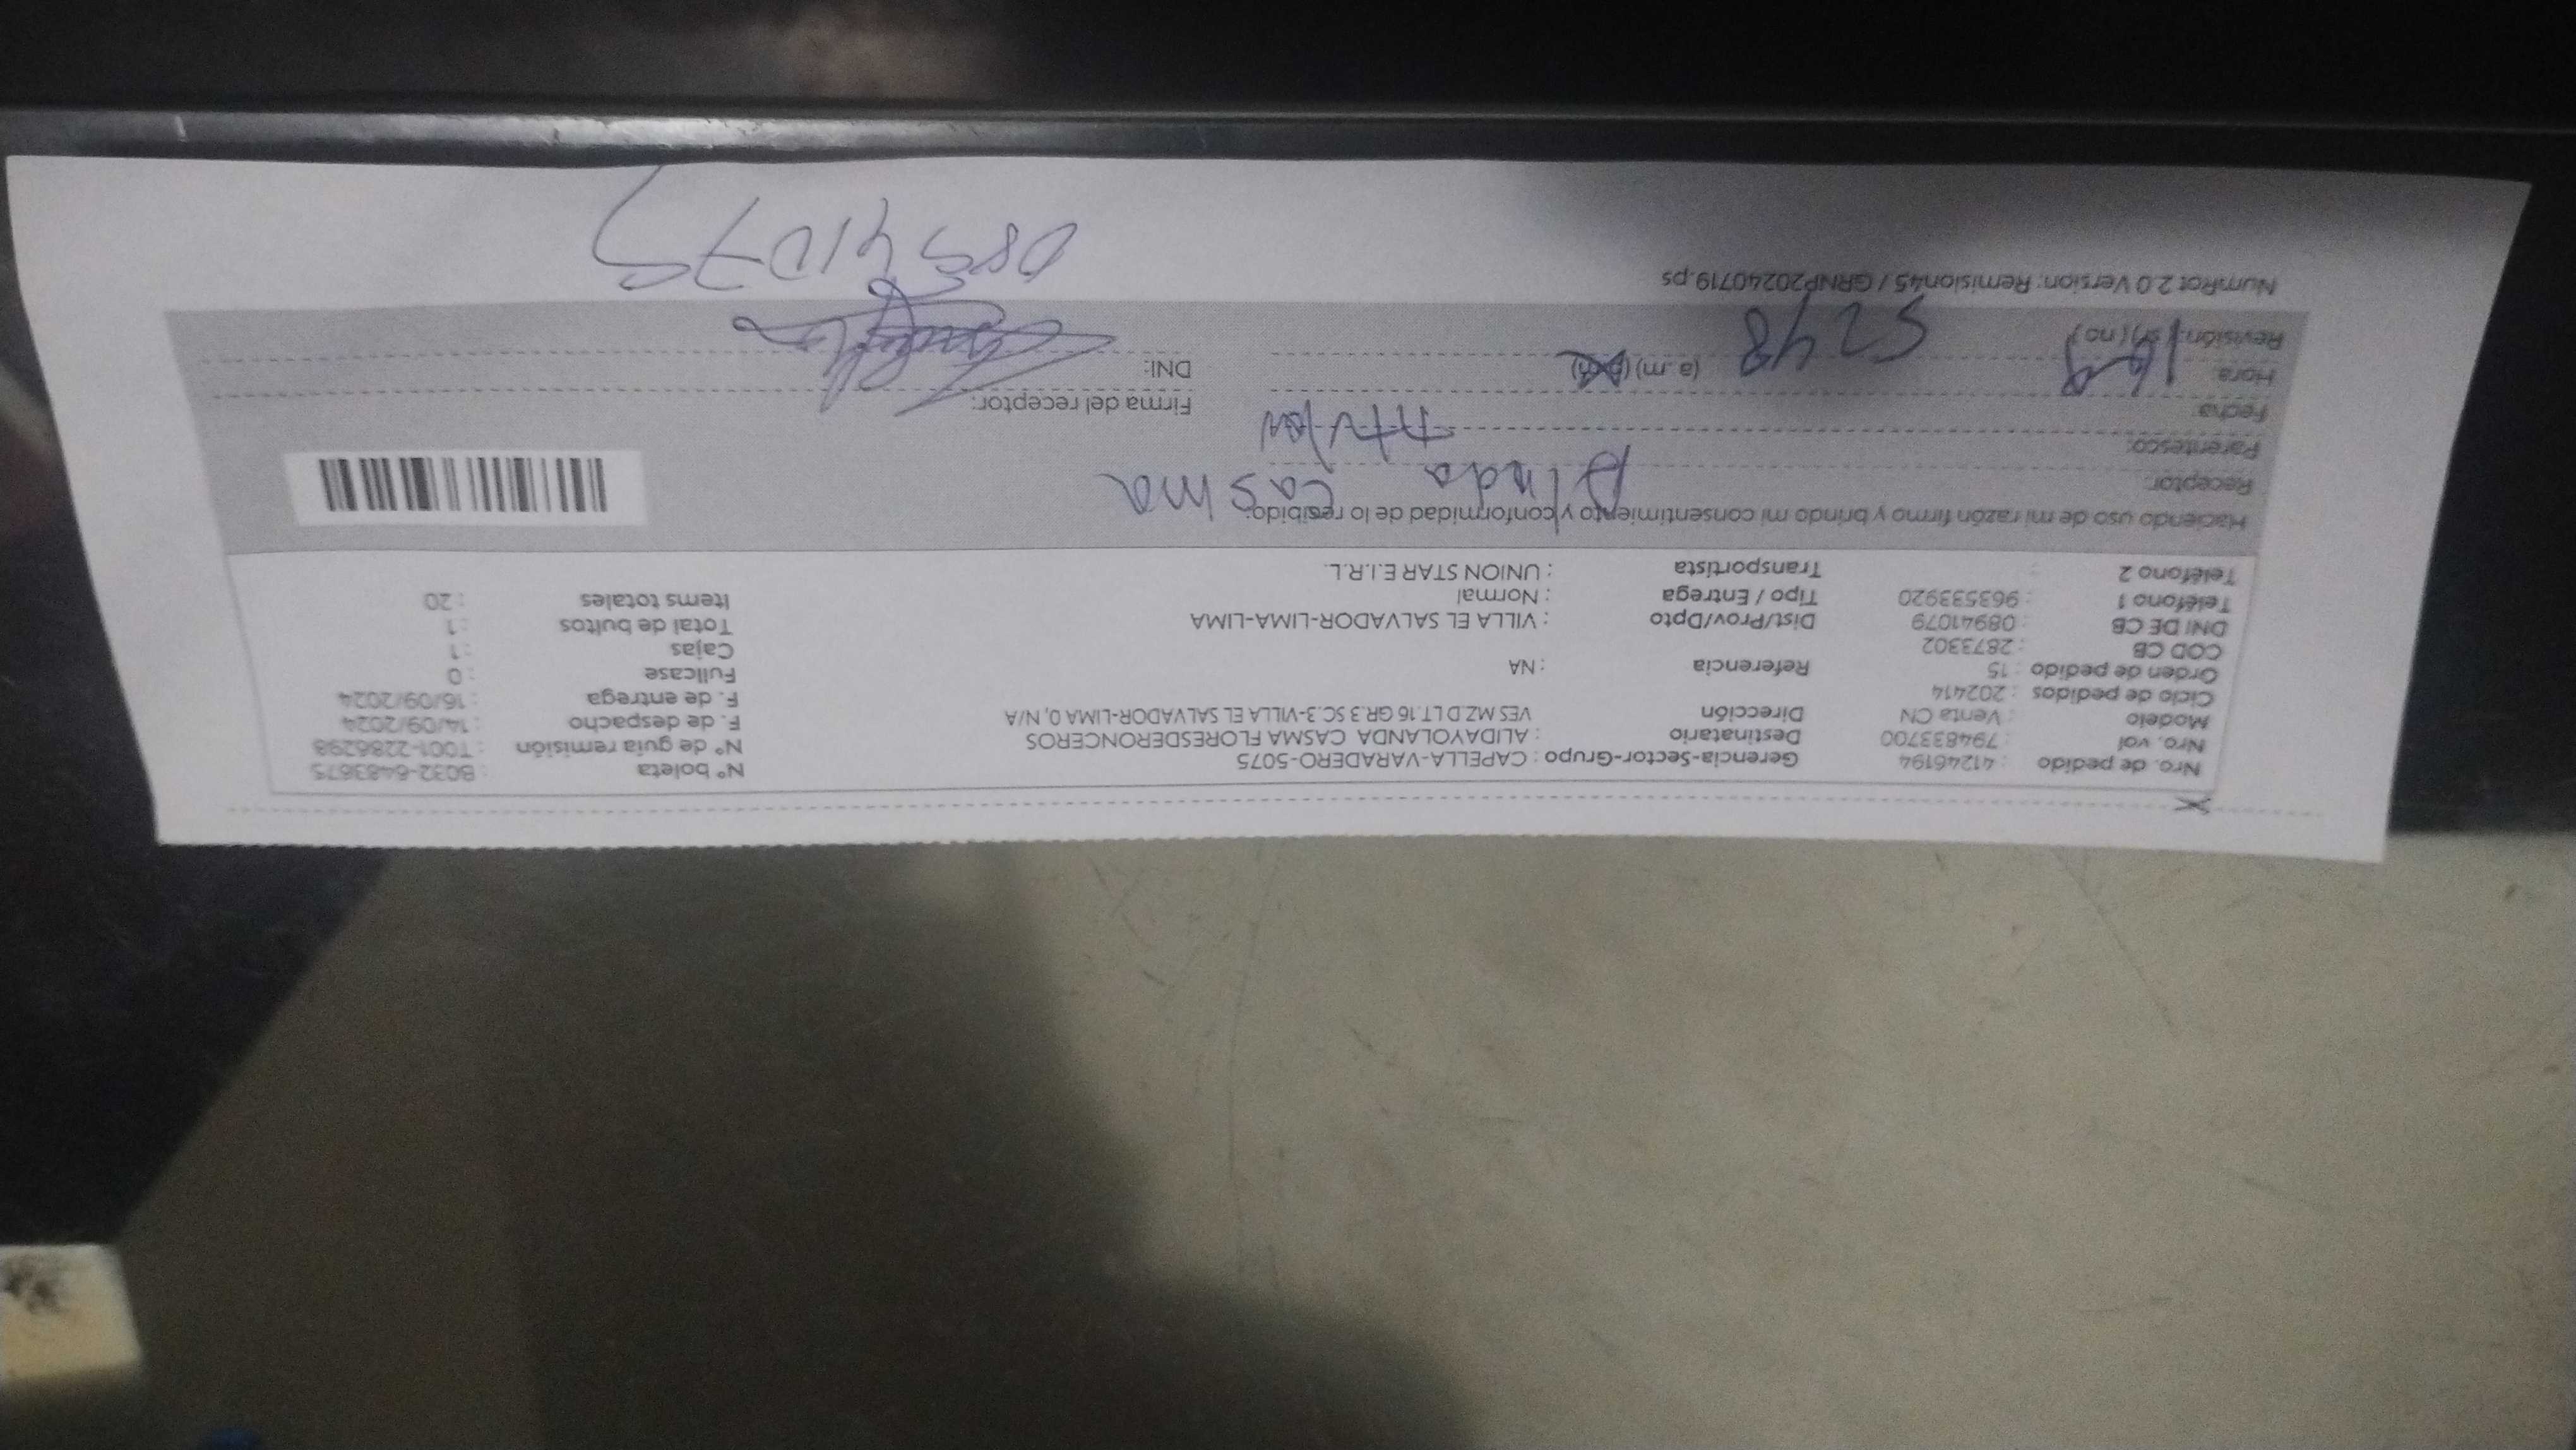 Nro. de pedido : 41246194 Gerencia-Sector-Grupo : CAPELLA-VARADERO-5075 N° boleta : B032-6483675
Nro. vol : 794833700 Destinatario : ALIDAYOLANDA CASMA FLORESDERONCEROS N° de guía remisión : T001-2286298
Modelo : Venta CN Dirección VES MZ.D LT.16 GR 3 SC-3-VILLA EL SALVADOR-LIMA 0, N/A F. de despacho : 14/09/2024
Ciclo de pedidos : 202414 F. de entrega : 16/09/2024
Orden de pedido : 15 Referencia : NA Fullcase : 0
COD CB : 2873302 Cajas : 1
DNI DE CB : 08941079 Dist/Prov/Dpto : VILLA EL SALVADOR-LIMA-LIMA Total de bultos : 1
Teléfono 1 : 963533920 Tipo / Entrega : Normal Items totales : 20
Teléfono 2 : Transportista : UNION STAR E.I.R.L.
Haciendo uso de mi razón firmo y brindo mi consentimiento y conformidad de lo recibido:
Receptor: casma
Parentesco:
Fecha: Firma del receptor:
Hora: 5248 (a. m) DNI:
Revisión: ( sí ) ( no )
NumRot 2.0 Version: Remision45 / GRNP20240719.ps